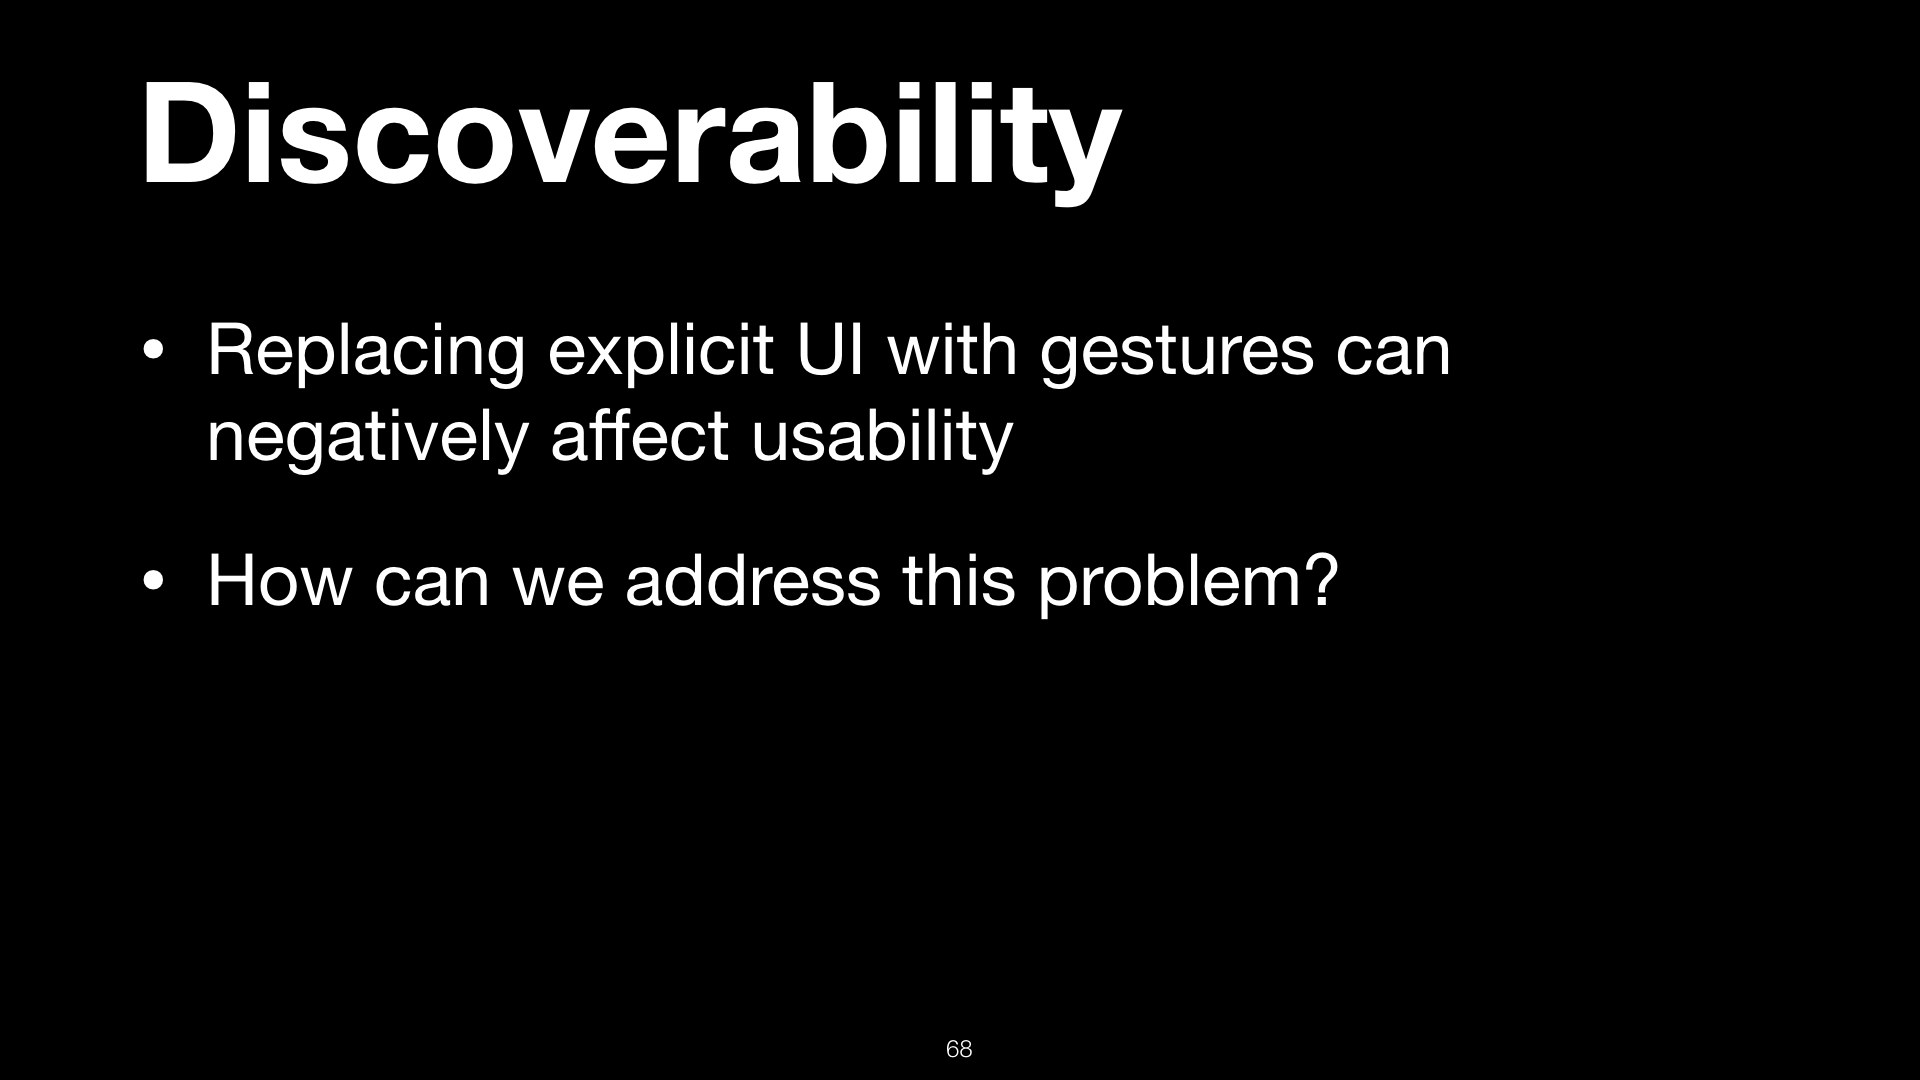 Discoverability
• Replacing explicit UI with gestures can
negatively affect usability
• How can we address this problem?
68